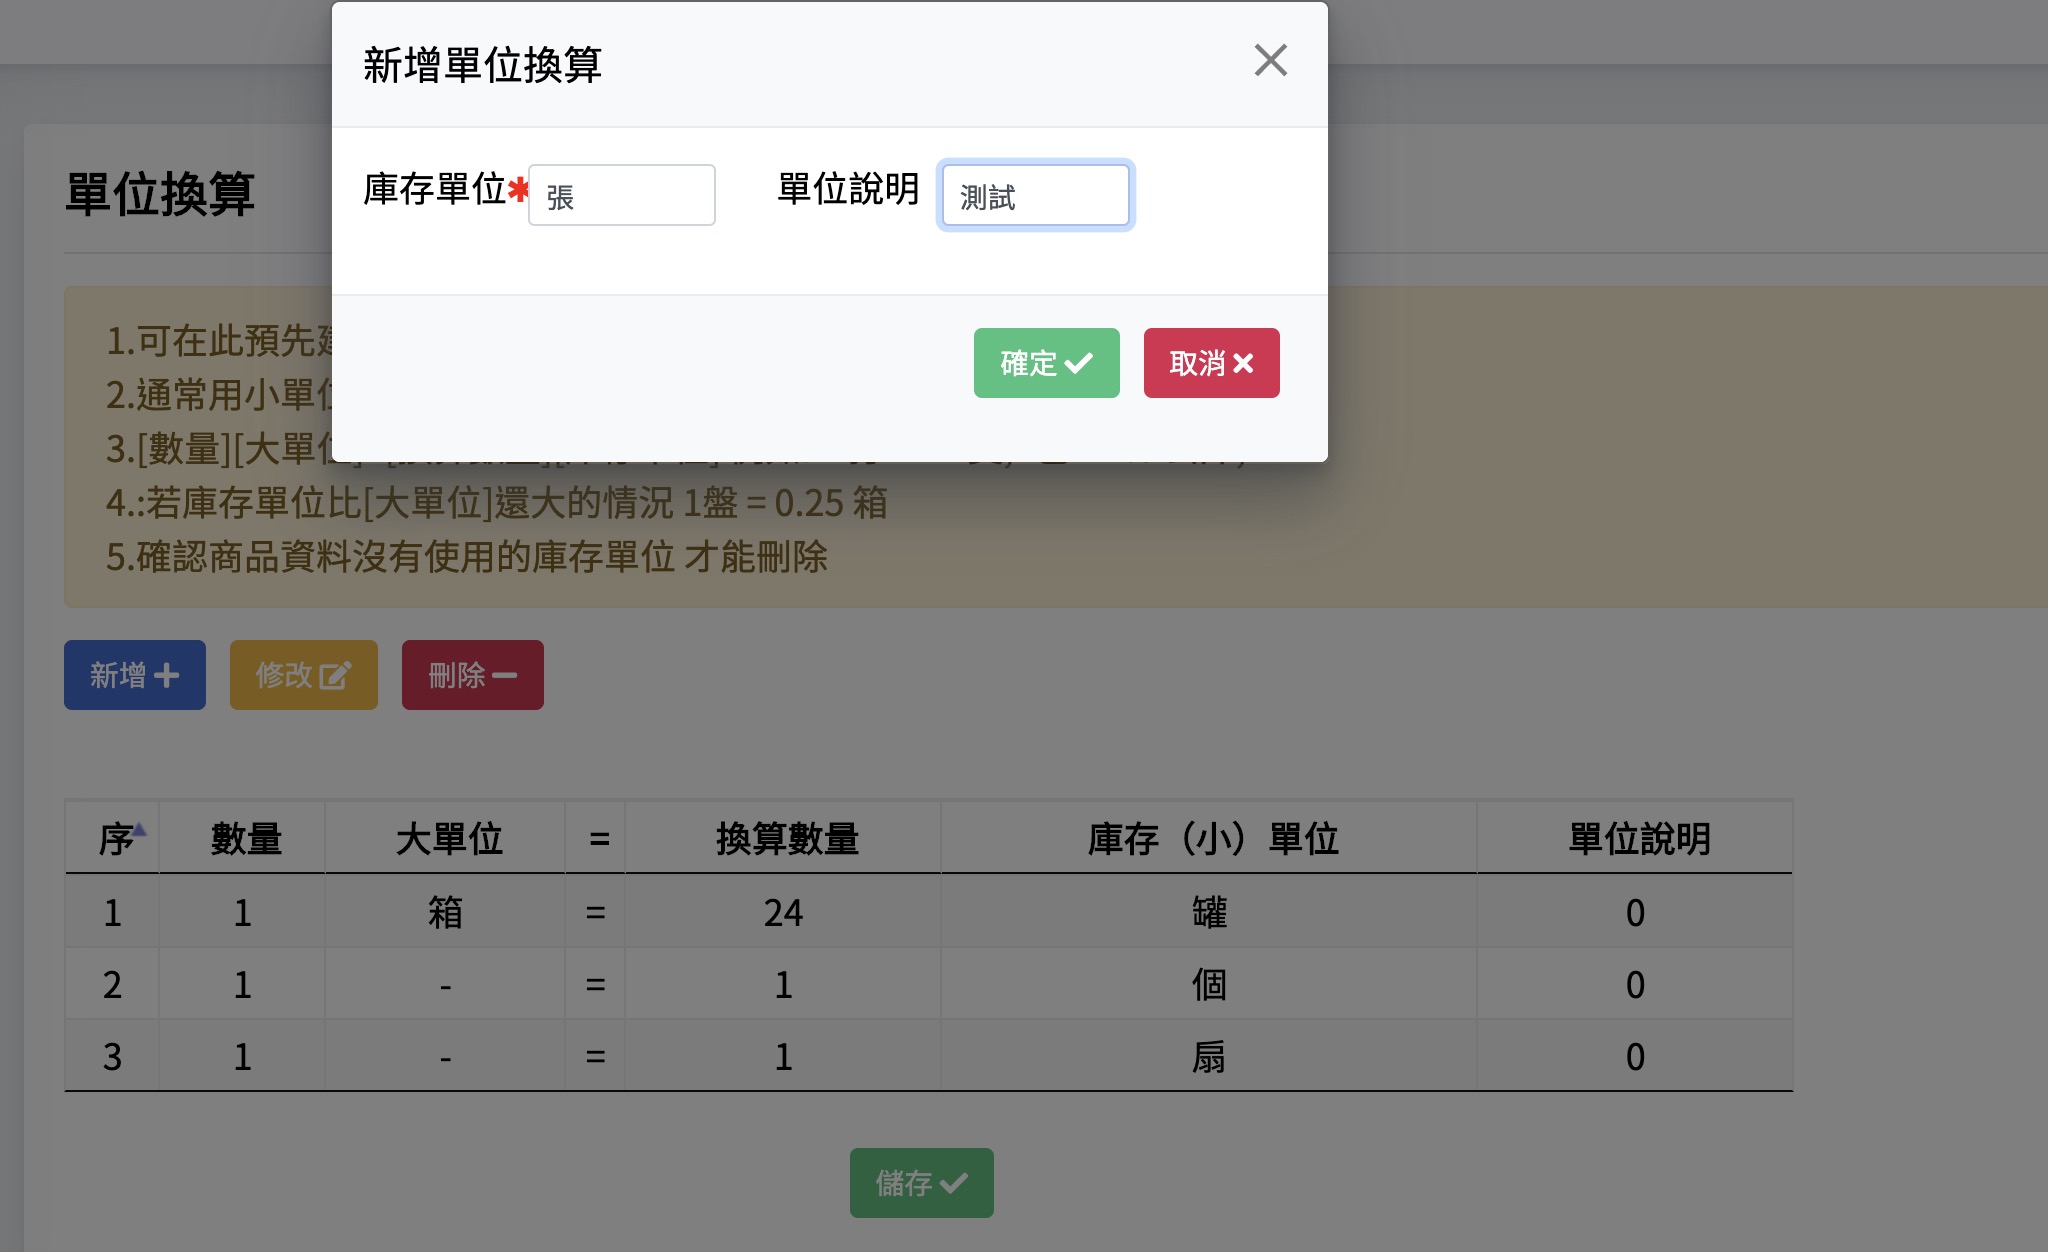 新增單位換算
庫存單位* 張 單位說明 測試
確定 取消
單位換算
1.可在此預先
2.通常用小單
3.[數量][大單
4.:若庫存單位比[大單位]還大的情況 1盤 = 0.25 箱
5.確認商品資料沒有使用的庫存單位 才能刪除
新增 修改 刪除
序 數量 大單位 = 換算數量 庫存（小）單位 單位說明
1 1 箱 = 24 罐 0
2 1 - = 1 個 0
3 1 - = 1 扇 0
儲存